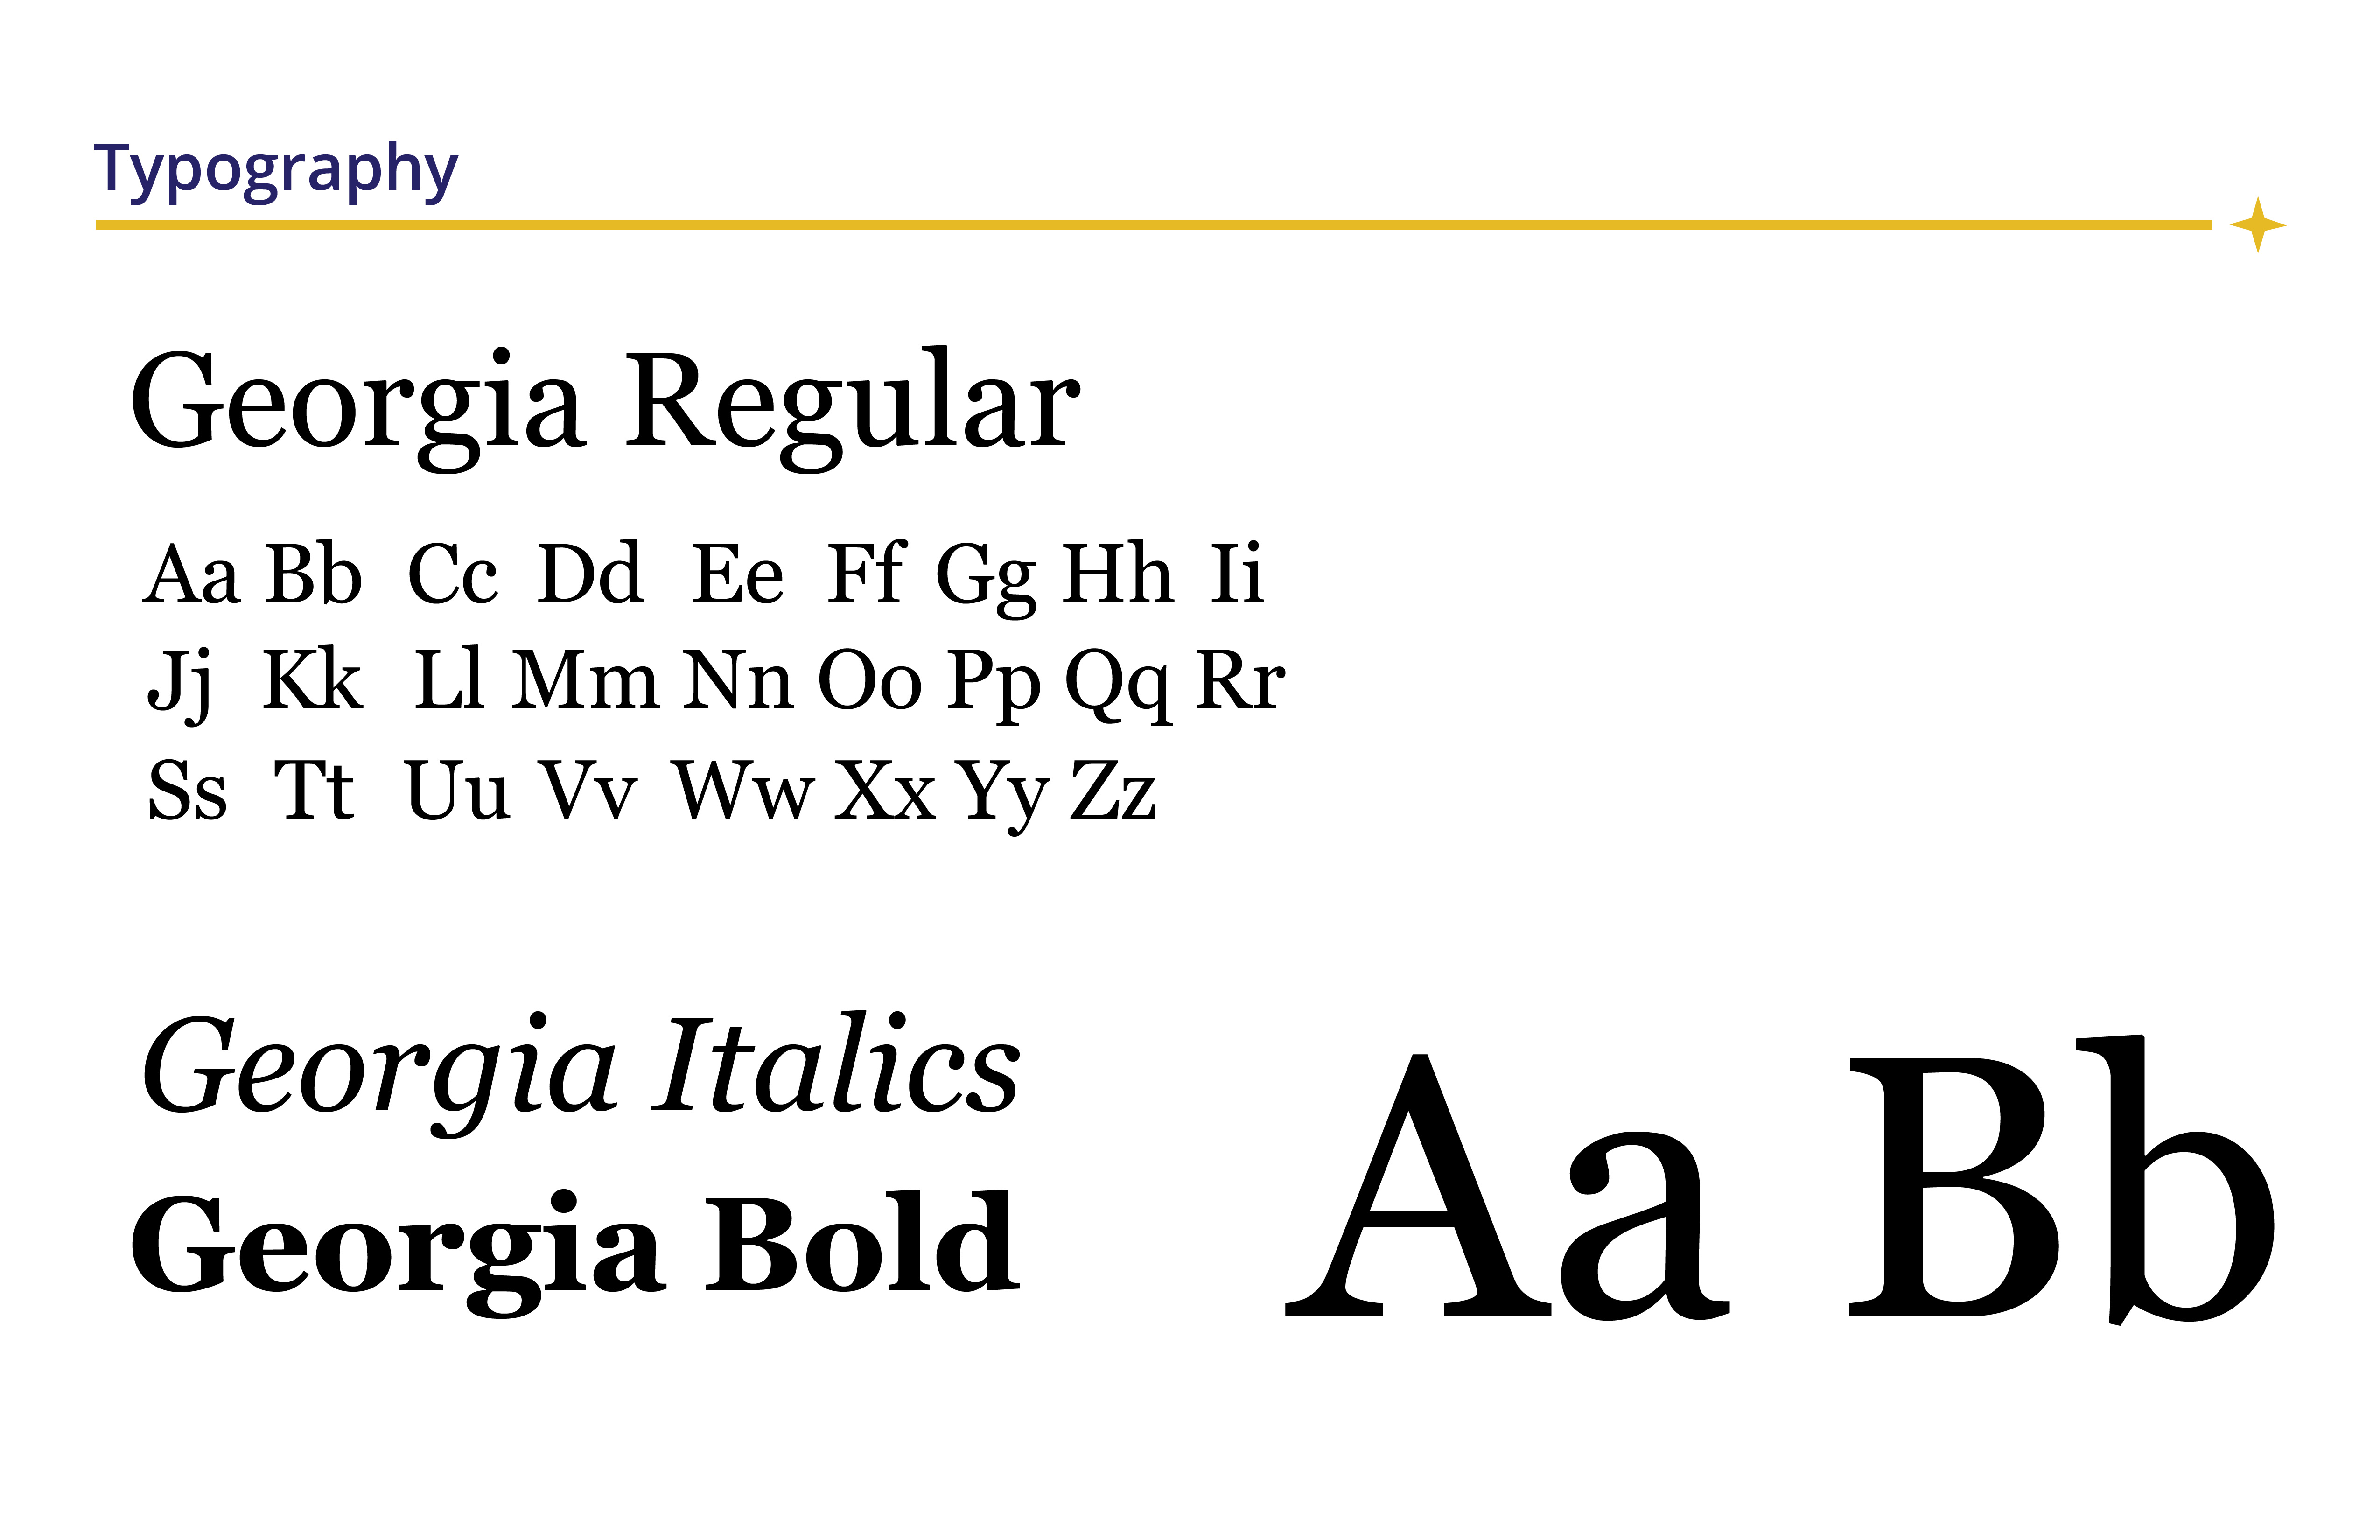 Typography
Georgia Regular
Aa Bb Cc Dd Ee Ff Gg Hh Ii
Jj Kk Ll Mm Nn Oo Pp Qq Rr
Ss Tt Uu Vv Ww Xx Yy Zz
Georgia Italics
Georgia Bold
Aa Bb